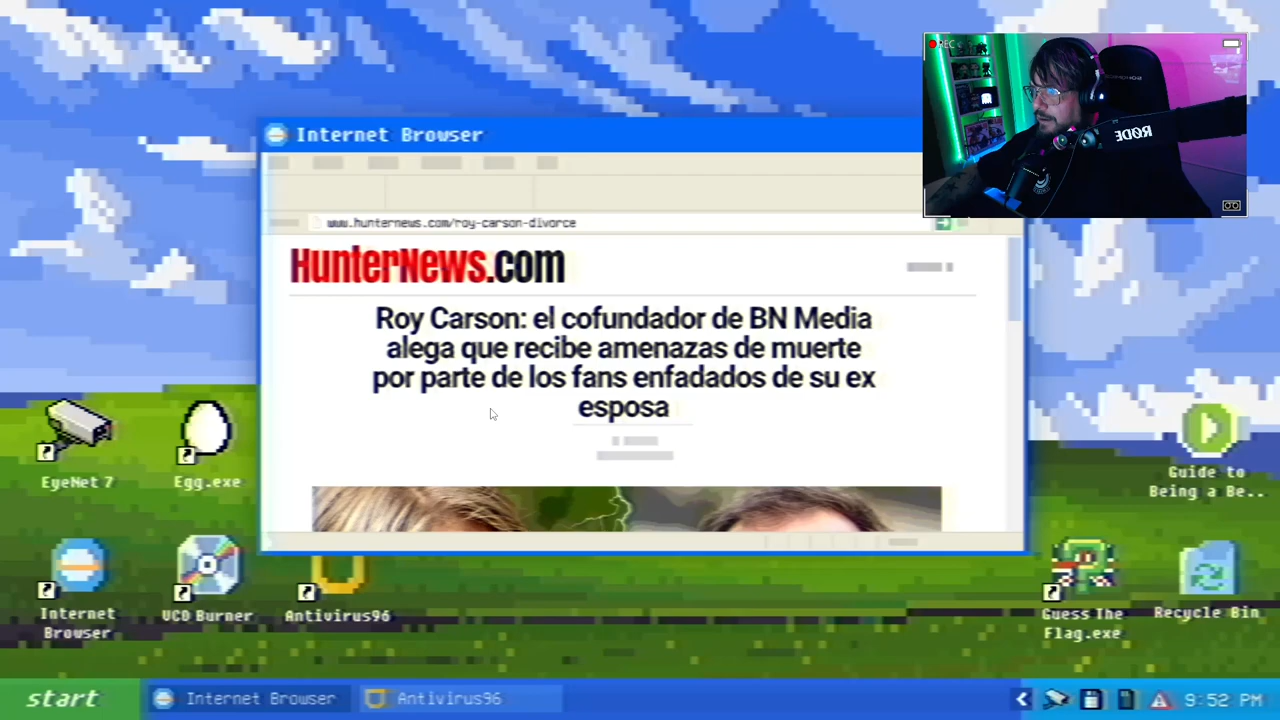 REC
Internet Browser
www.hunternews.com/roy-carson-divorce
HunterNews.com
Roy Carson: el cofundador de BN Media
alega que recibe amenazas de muerte
por parte de los fans enfadados de su ex
esposa
RØDE
EyeNet 7
Egg.exe
Guide to
Being a Be..
Internet
Browser
VCD Burner
Antivirus96
Guess The
Flag.exe
Recycle Bin
start
Internet Browser
Antivirus96
9:52 PM